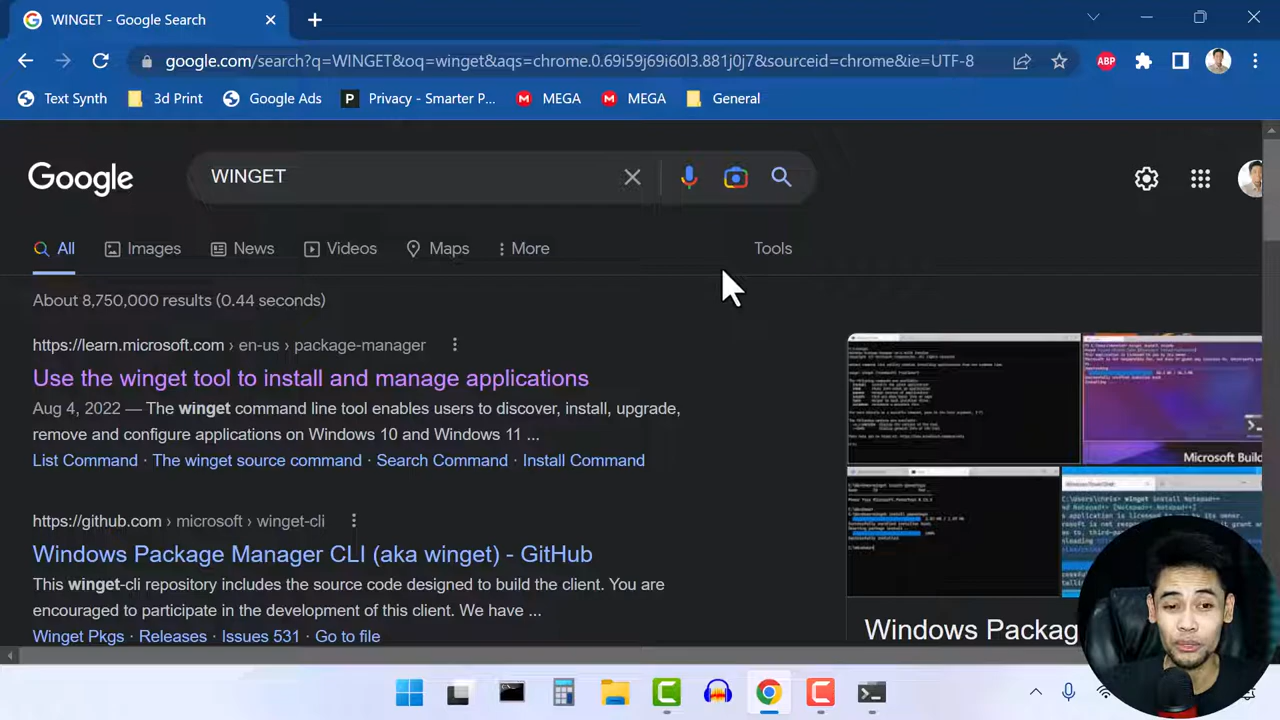 WINGET - Google Search
google.com/search?q=WINGET&oq=winget&aqs=chrome.0.69i59j69i60l3.881j0j7&sourceid=chrome&ie=UTF-8
ABP
Text Synth
3d Print
Google Ads
P
Privacy - Smarter P...
MEGA
MEGA
General
Google
WINGET
All
Images
News
Videos
Maps
More
Tools
About 8,750,000 results (0.44 seconds)
https://learn.microsoft.com › en-us › package-manager
Use the winget tool to install and manage applications
Aug 4, 2022 — The winget command line tool enables users to discover, install, upgrade,
remove and configure applications on Windows 10 and Windows 11 ...
List Command · The winget source command · Search Command · Install Command
https://github.com › microsoft › winget-cli
Windows Package Manager CLI (aka winget) - GitHub
This winget-cli repository includes the source code designed to build the client. You are
encouraged to participate in the development of this client. We have ...
Winget Pkgs · Releases · Issues 531 · Go to file
Microsoft Build
Windows Packag